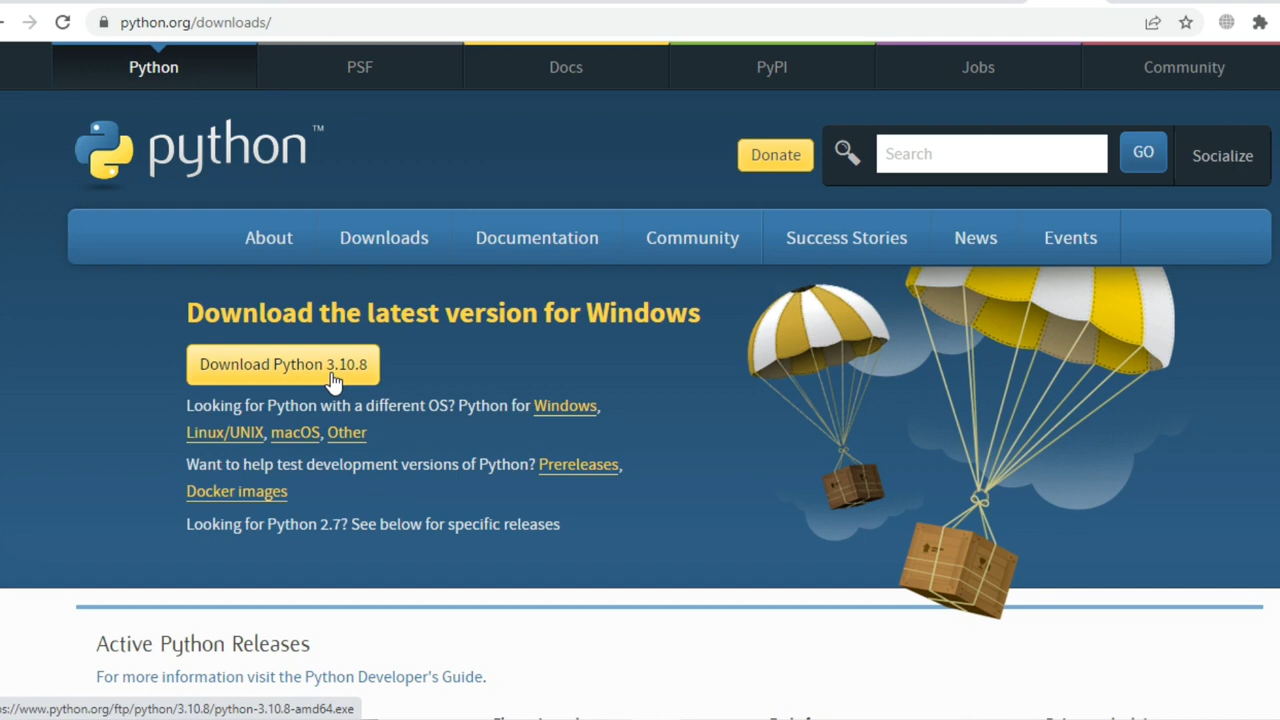 python.org/downloads/
Python PSF Docs PyPI Jobs Community
python™
Donate Search GO Socialize
About Downloads Documentation Community Success Stories News Events
Download the latest version for Windows
Download Python 3.10.8
Looking for Python with a different OS? Python for Windows,
Linux/UNIX, macOS, Other
Want to help test development versions of Python? Prereleases,
Docker images
Looking for Python 2.7? See below for specific releases
Active Python Releases
For more information visit the Python Developer's Guide.
ps://www.python.org/ftp/python/3.10.8/python-3.10.8-amd64.exe